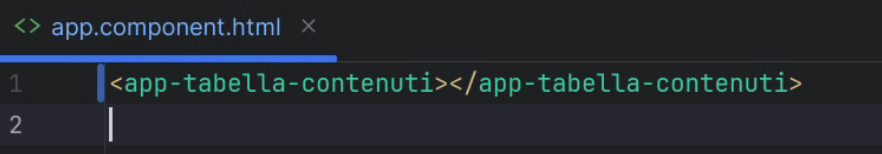 <> app.component.html ×
1 <app-tabella-contenuti></app-tabella-contenuti>
2